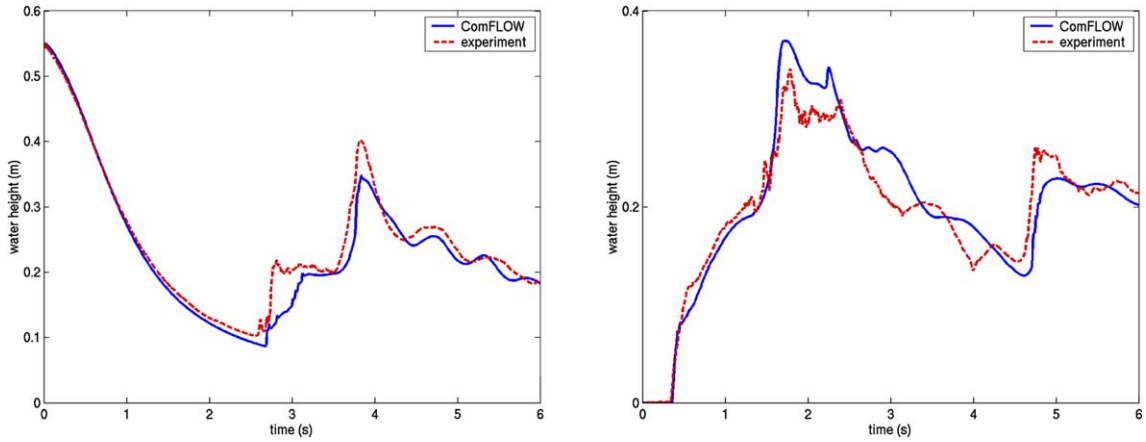 0.6
0.5
0.4
0.3
0.2
0.1
0
water height (m)
0 1 2 3 4 5 6
time (s)
ComFLOW
experiment
0.4
0.2
0
water height (m)
0 1 2 3 4 5 6
time (s)
ComFLOW
experiment